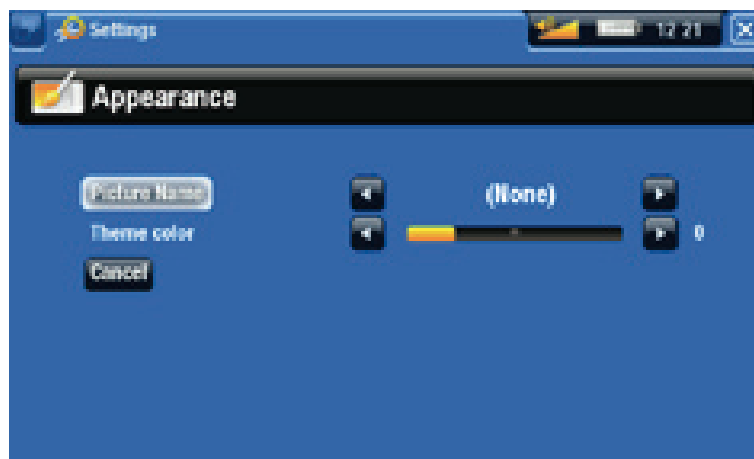 Settings 12:21
Appearance
Picture Name (None)
Theme color 0
Cancel